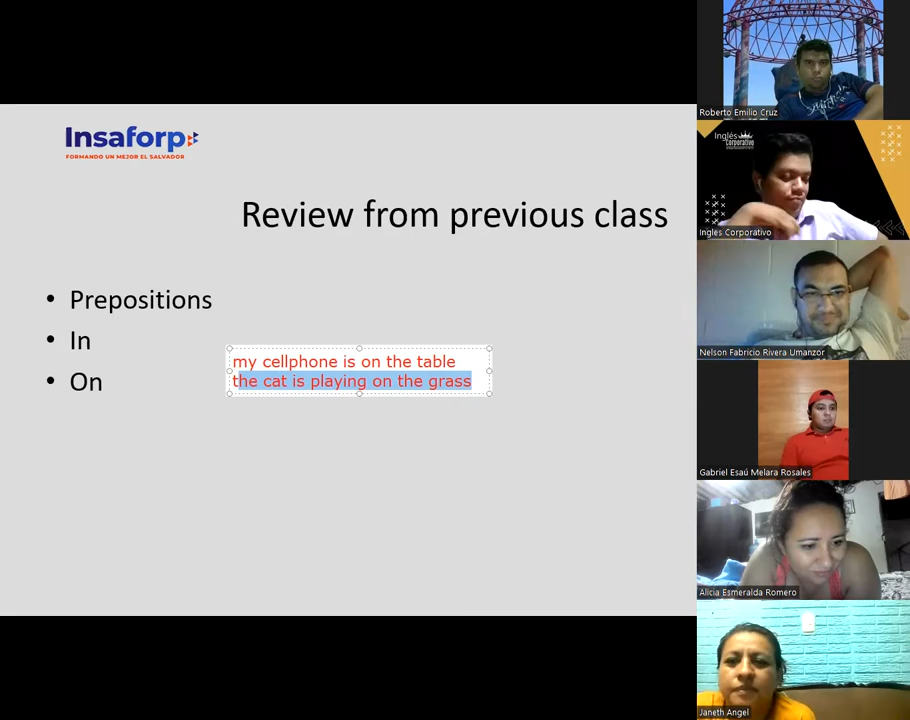 Insaforp
FORMANDO UN MEJOR EL SALVADOR
Review from previous class
• Prepositions
• In
• On
my cellphone is on the table
the cat is playing on the grass
Roberto Emilio Cruz
Inglés
Corporativo
Inglés Corporativo
Nelson Fabricio Rivera Umanzor
Gabriel Esaú Melara Rosales
Alicia Esmeralda Romero
Janeth Angel